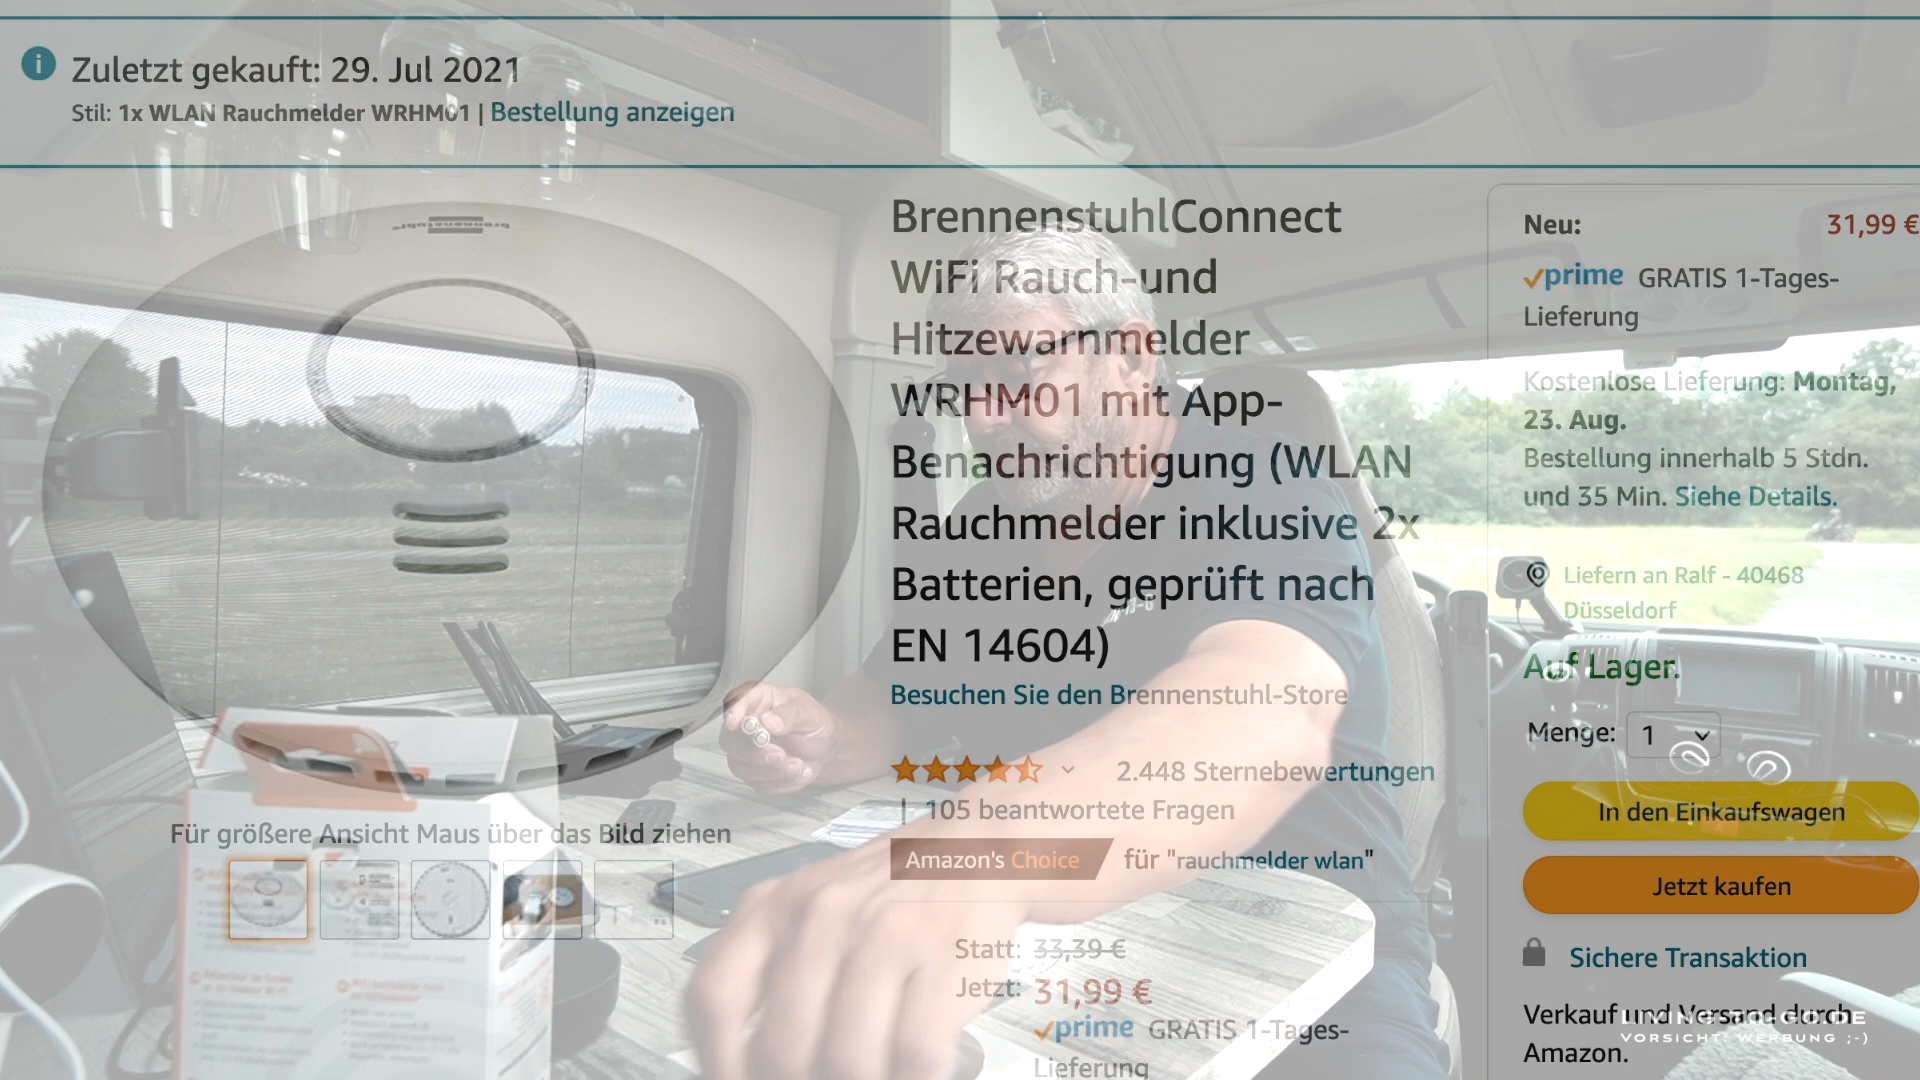 Zuletzt gekauft: 29. Jul 2021
Stil: 1x WLAN Rauchmelder WRHM01 | Bestellung anzeigen
brennenstuhl
BrennenstuhlConnect
WiFi Rauch-und
Hitzewarnmelder
WRHM01 mit App-
Benachrichtigung (WLAN
Rauchmelder inklusive 2x
Batterien, geprüft nach
EN 14604)
Besuchen Sie den Brennenstuhl-Store
2.448 Sternebewertungen
| 105 beantwortete Fragen
Amazon's Choice für "rauchmelder wlan"
Statt: 33,39 €
Jetzt: 31,99 €
prime GRATIS 1-Tages-
Lieferung
Für größere Ansicht Maus über das Bild ziehen
Neu: 31,99 €
prime GRATIS 1-Tages-
Lieferung
Kostenlose Lieferung: Montag,
23. Aug.
Bestellung innerhalb 5 Stdn.
und 35 Min. Siehe Details.
Liefern an Ralf - 40468
Düsseldorf
Auf Lager.
Menge: 1
In den Einkaufswagen
Jetzt kaufen
Sichere Transaktion
Verkauf und Versand durch
Amazon.
LIVING-TO-GO.DE
VORSICHT! WERBUNG ;-)